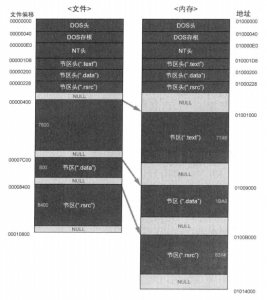 <文件>
文件偏移
00000000
DOS头
00000040
DOS存根
000000E0
NT头
000001D8
节区头(".text")
00000200
节区头(".data")
00000228
节区头(".rsrc")
NULL
00000400
7800
NULL
00007C00
800
节区(".data")
NULL
00008400
节区(".rsrc")
8400
NULL
00010800
<内存>
地址
DOS头
01000000
DOS存根
01000040
NT头
010000E0
节区头(".text")
010001D8
节区头(".data")
01000200
节区头(".rsrc")
01000228
NULL
01001000
节区(".text")
7748
NULL
01009000
节区(".data")
19A8
NULL
节区(".rsrc")
NULL
01014000